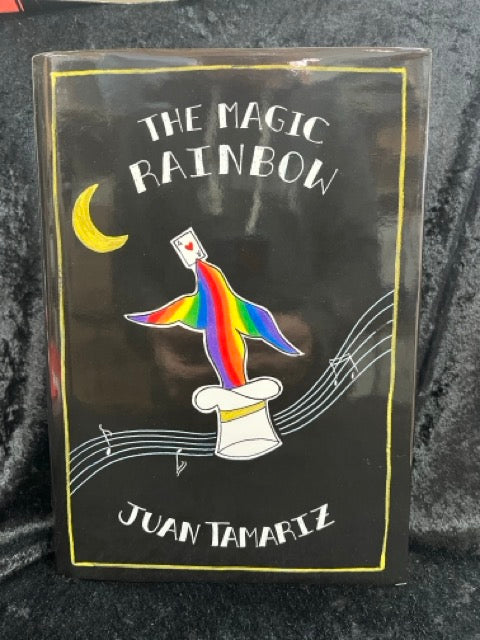 THE MAGIC
RAINBOW
A
A
JUAN TAMARIZ